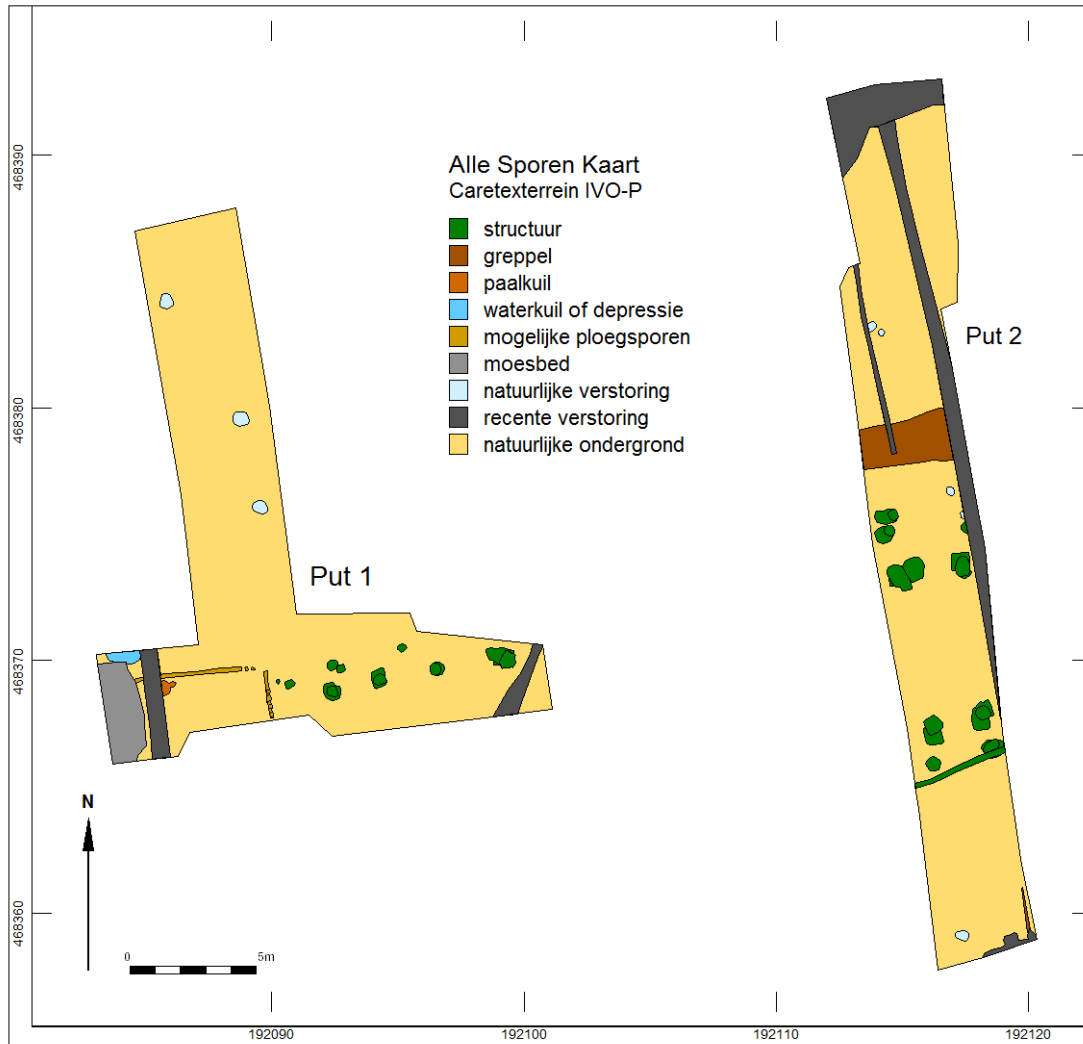 Alle Sporen Kaart
Caretexterrein IVO-P
structuur
greppel
paalkuil
waterkuil of depressie
mogelijke ploegsporen
moesbed
natuurlijke verstoring
recente verstoring
natuurlijke ondergrond
Put 1
Put 2
N
0
5m
468390
468380
468370
468360
192090
192100
192110
192120